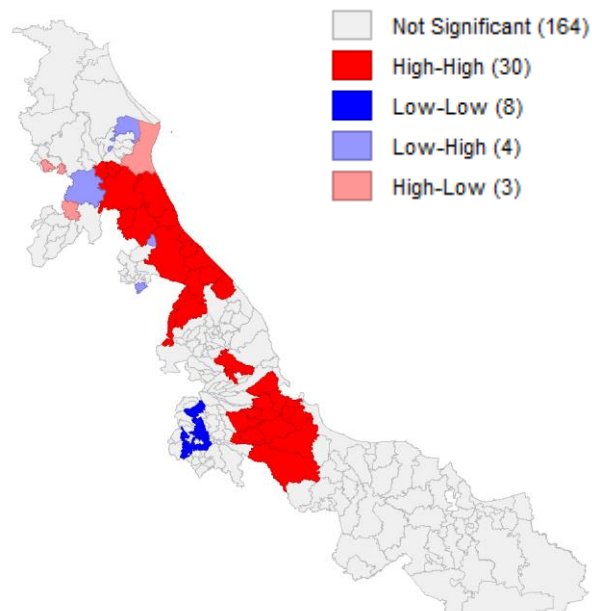 Not Significant (164)
High-High (30)
Low-Low (8)
Low-High (4)
High-Low (3)